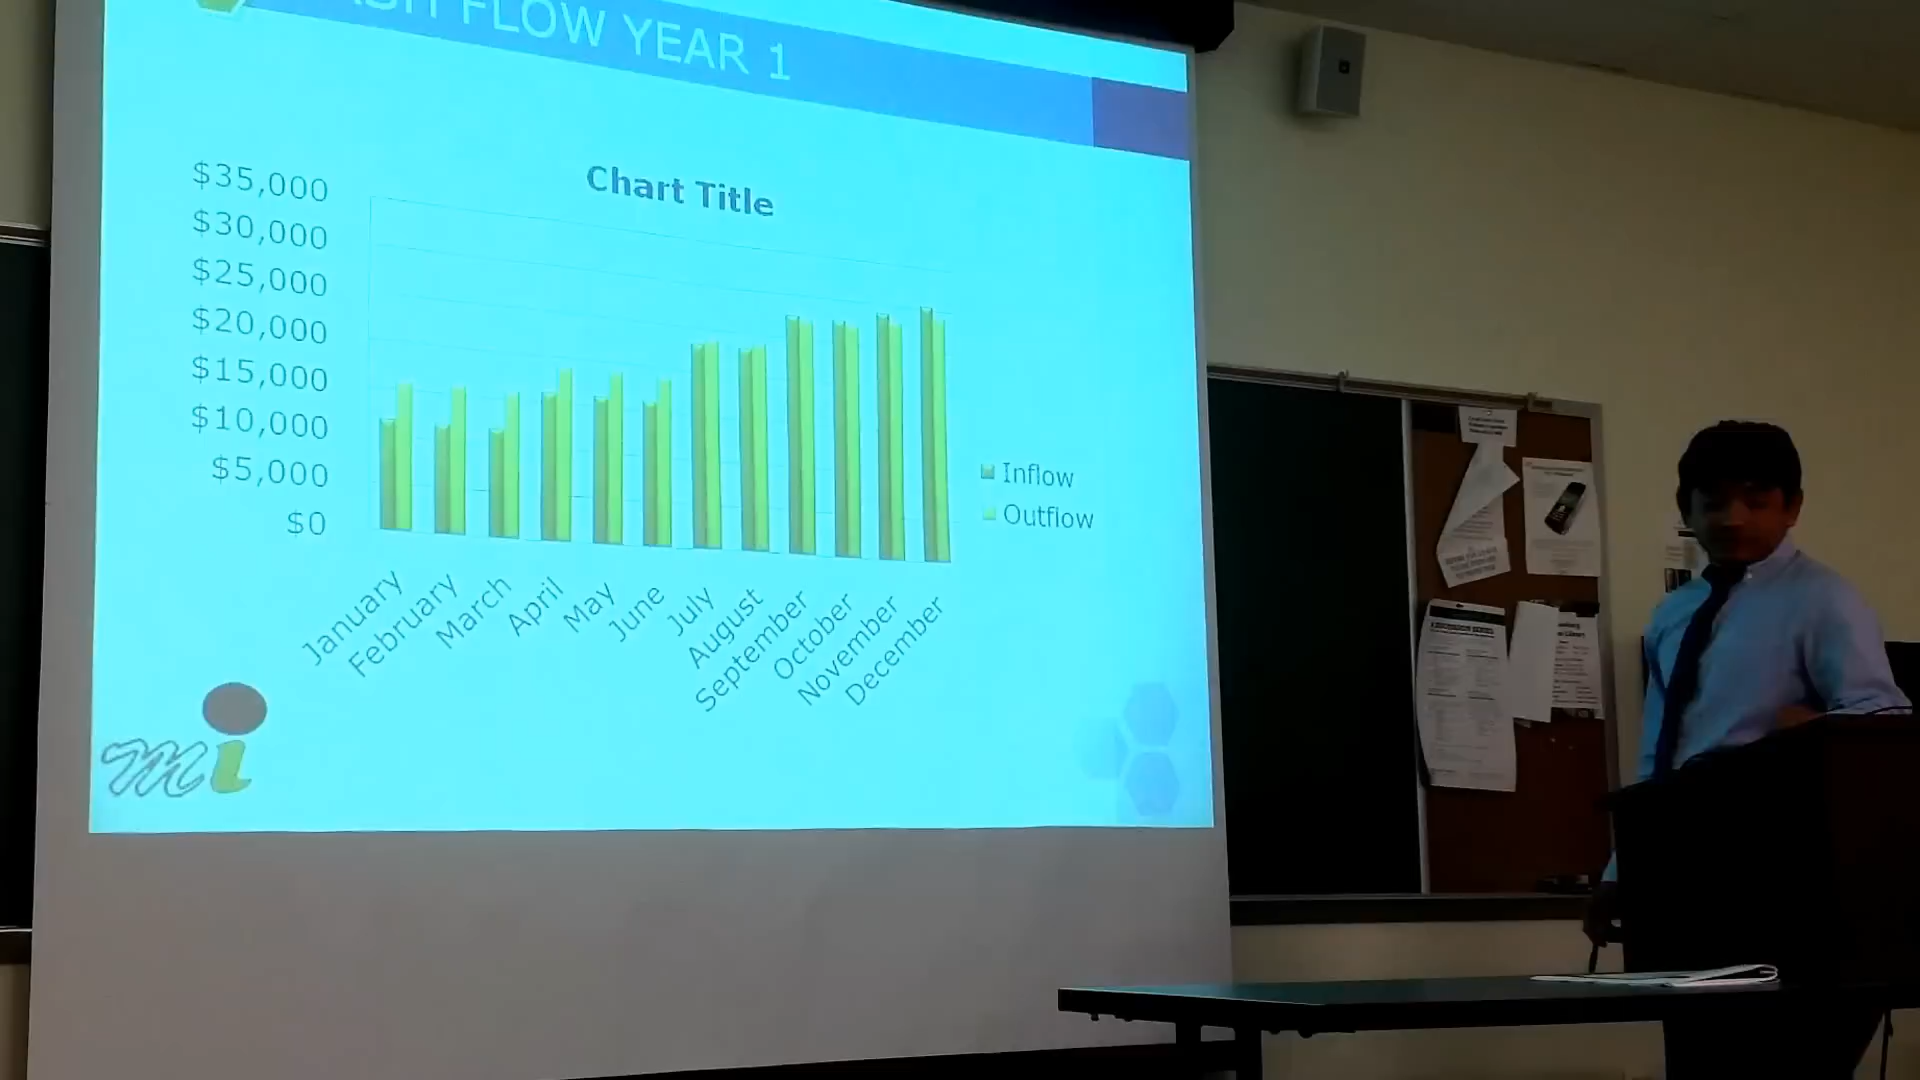 FLOW YEAR 1
Chart Title
$35,000
$30,000
$25,000
$20,000
$15,000
$10,000
$5,000
$0
Inflow
Outflow
January
February
March
April
May
June
July
August
September
October
November
December
mi